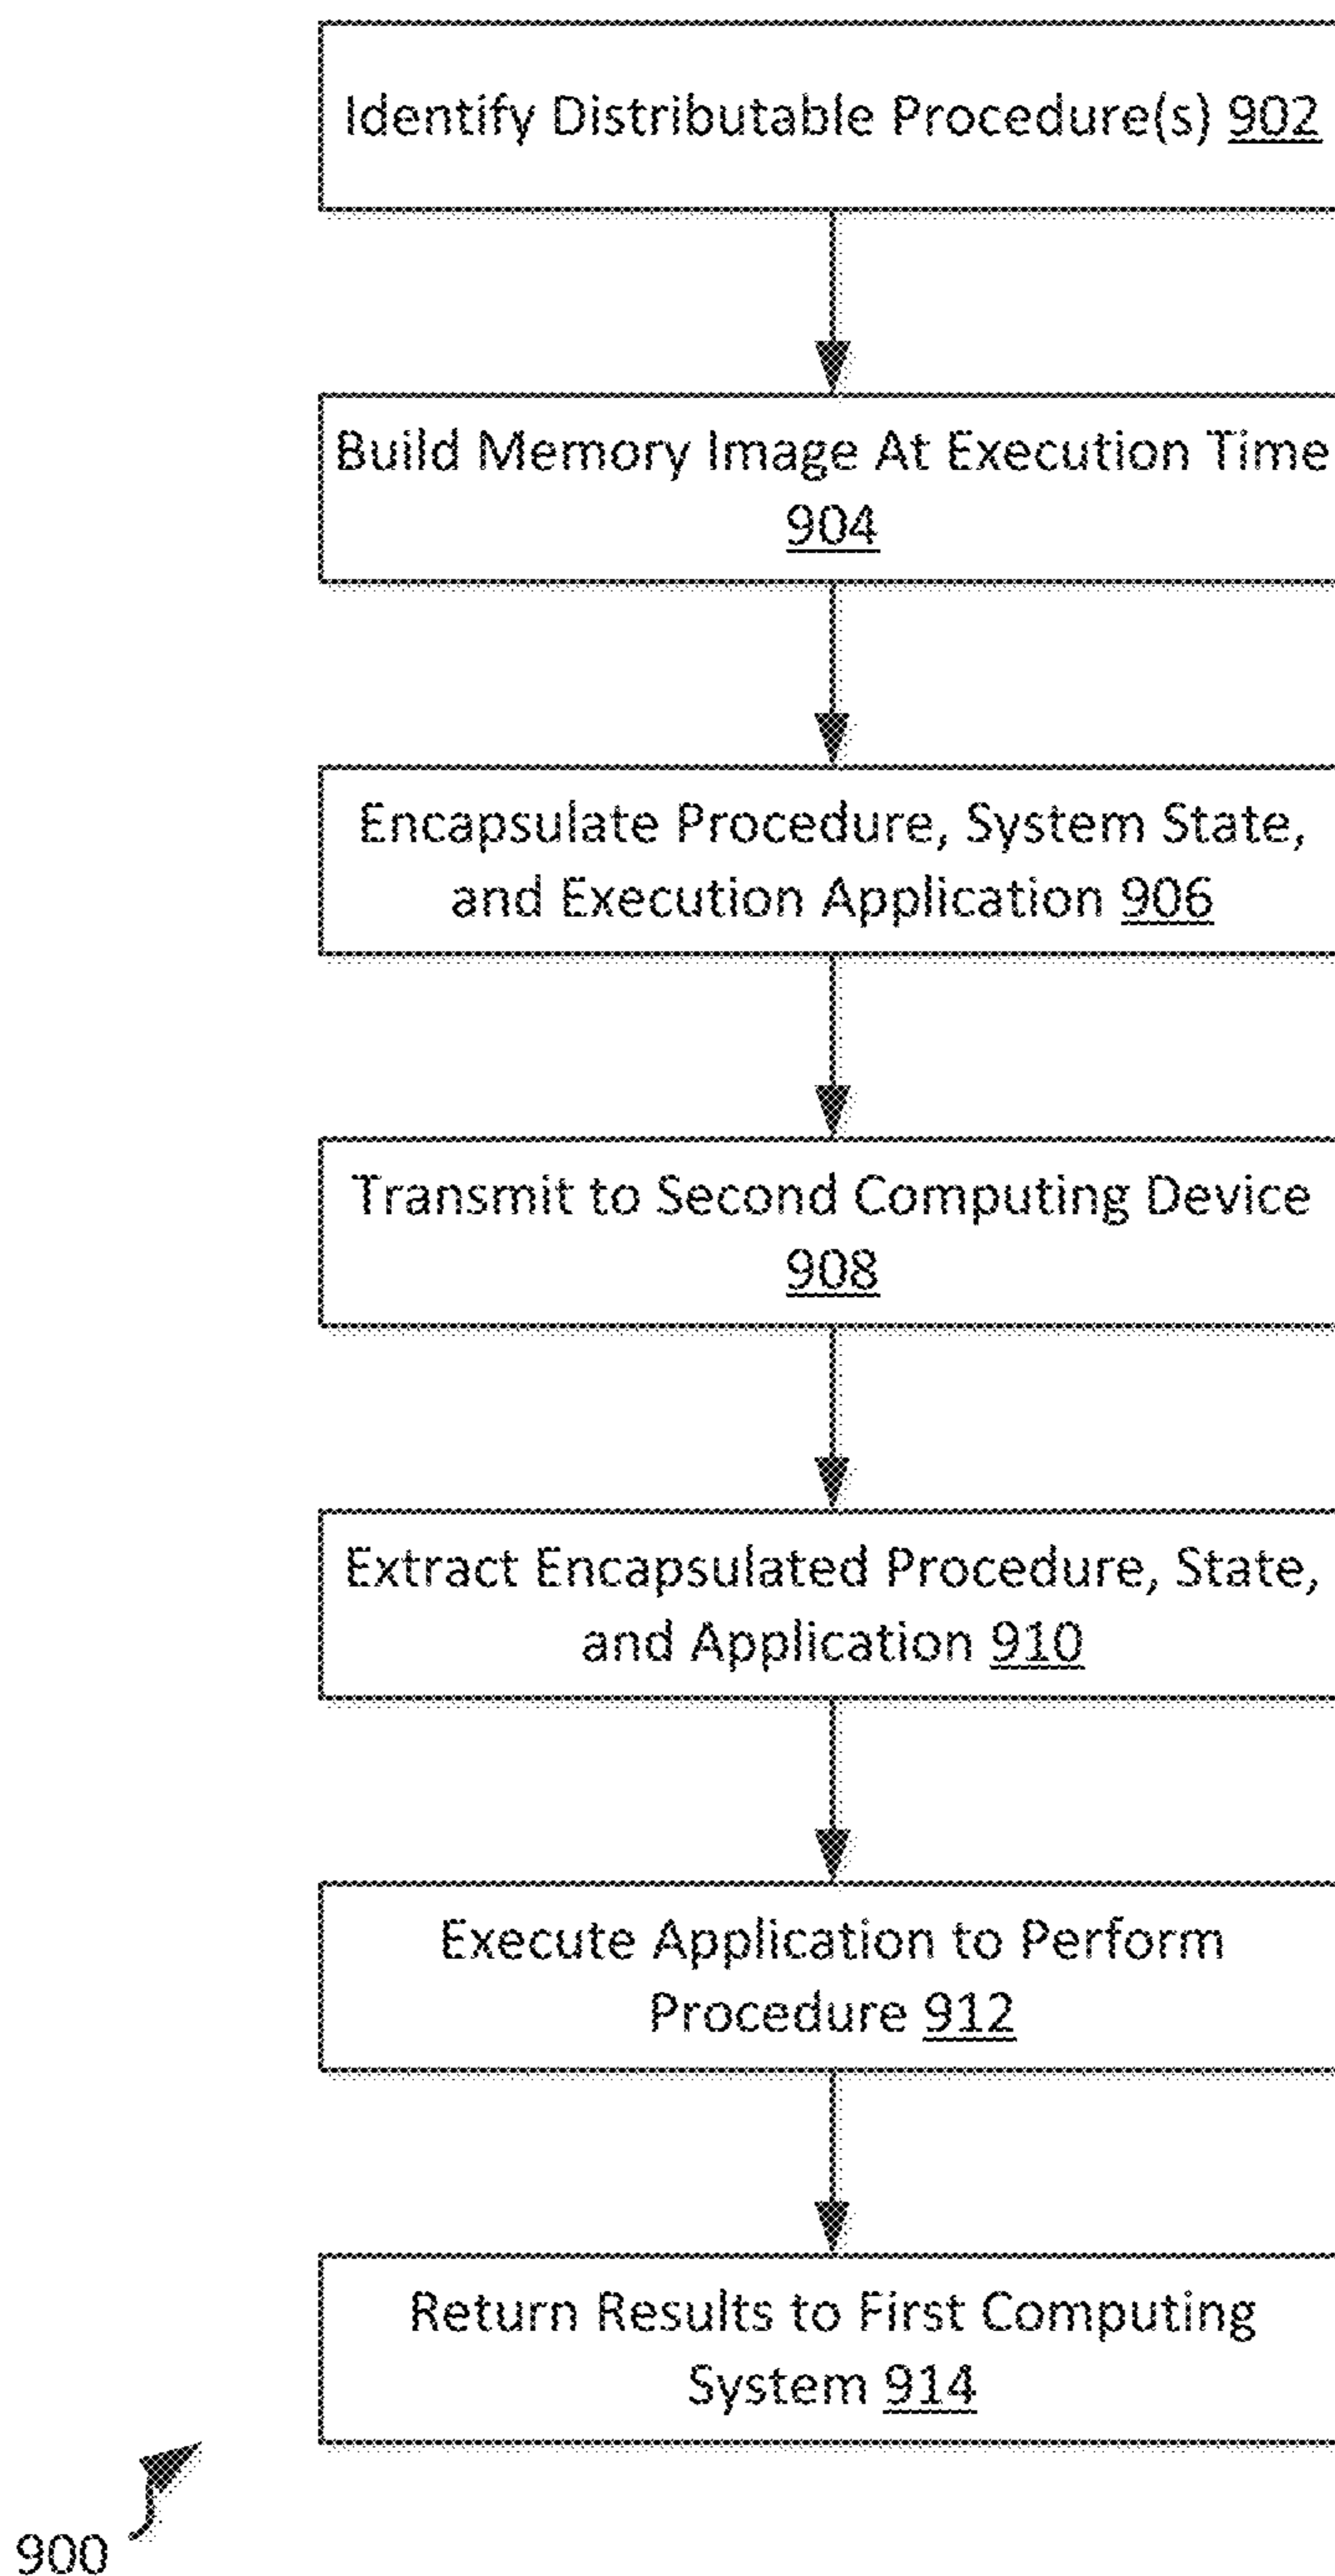 Identify Distributable Procedure(s) 902
Build Memory Image At Execution Time
904
Encapsulate Procedure, System State,
and Execution Application 906
Transmit to Second Computing Device
908
Extract Encapsulated Procedure, State,
and Application 910
Execute Application to Perform
Procedure 912
Return Results to First Computing
System 914
900